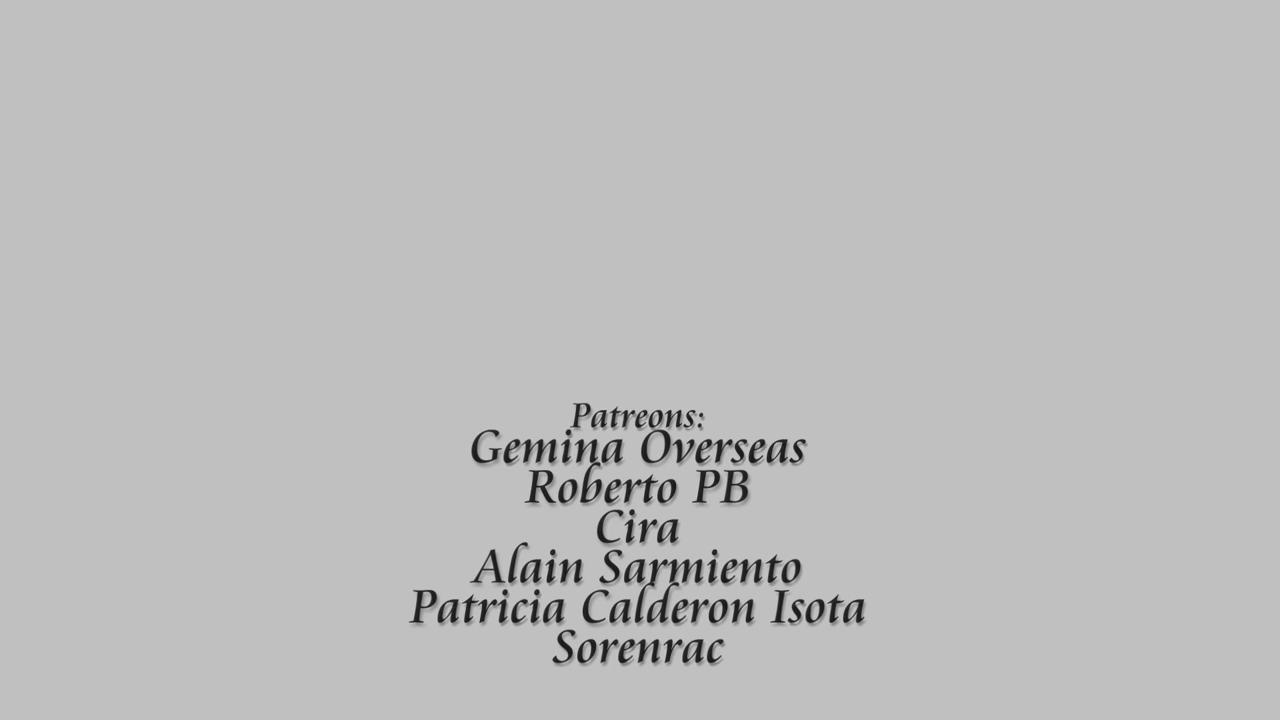 Patreons:
Gemina Overseas
Roberto PB
Cira
Alain Sarmiento
Patricia Calderon Isota
Sorenrac